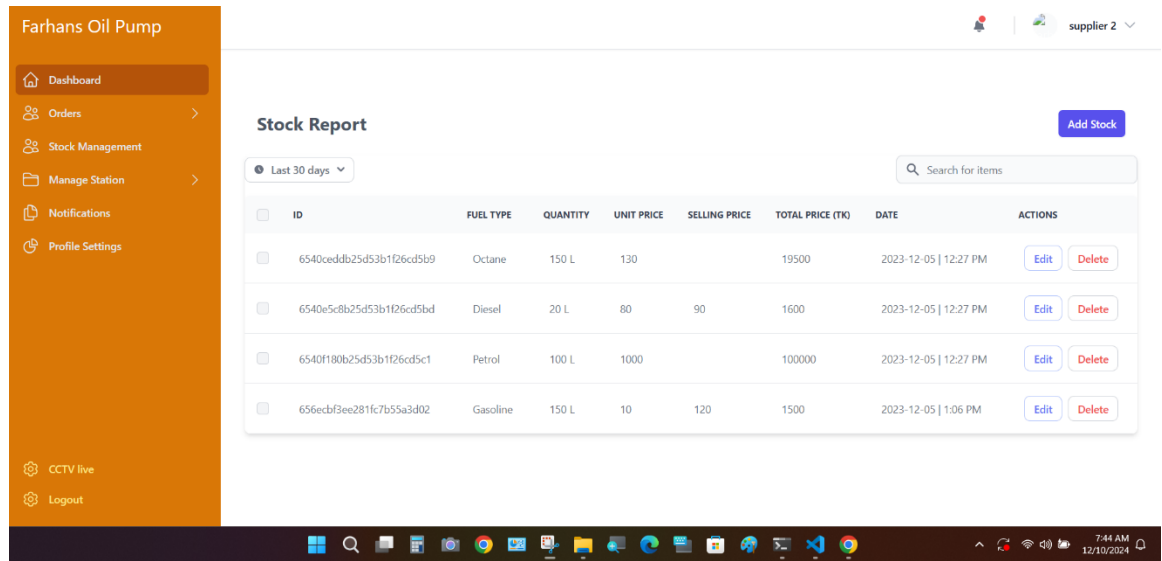 Farhans Oil Pump
supplier 2
Dashboard
Orders
Stock Management
Manage Station
Notifications
Profile Settings
CCTV live
Logout
Stock Report
Add Stock
Last 30 days
Search for items
ID FUEL TYPE QUANTITY UNIT PRICE SELLING PRICE TOTAL PRICE (TK) DATE ACTIONS
6540ceddb25d53b1f26cd5b9 Octane 150 L 130 19500 2023-12-05 | 12:27 PM Edit Delete
6540e5c8b25d53b1f26cd5bd Diesel 20 L 80 90 1600 2023-12-05 | 12:27 PM Edit Delete
6540f180b25d53b1f26cd5c1 Petrol 100 L 1000 100000 2023-12-05 | 12:27 PM Edit Delete
656ecbf3ee281fc7b55a3d02 Gasoline 150 L 10 120 1500 2023-12-05 | 1:06 PM Edit Delete
7:44 AM
12/10/2024